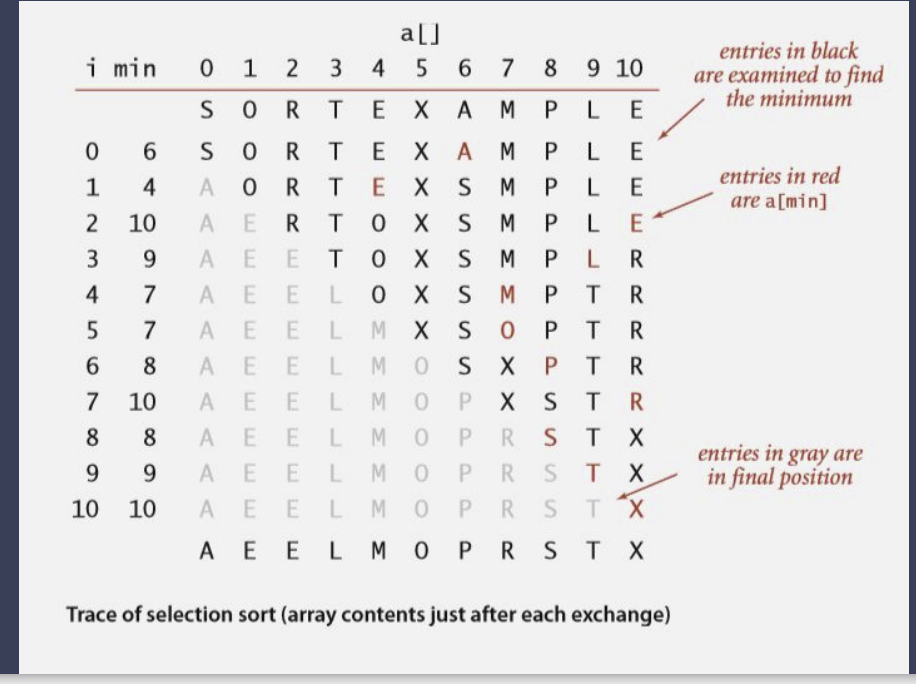 a[]
i min 0 1 2 3 4 5 6 7 8 9 10
entries in black
are examined to find
the minimum
S O R T E X A M P L E
0 6 S O R T E X A M P L E
1 4 A O R T E X S M P L E
entries in red
are a[min]
2 10 A E R T O X S M P L E
3 9 A E E T O X S M P L R
4 7 A E E L O X S M P T R
5 7 A E E L M X S O P T R
6 8 A E E L M O S X P T R
7 10 A E E L M O P X S T R
8 8 A E E L M O P R S T X
entries in gray are
in final position
9 9 A E E L M O P R S T X
10 10 A E E L M O P R S T X
A E E L M O P R S T X
Trace of selection sort (array contents just after each exchange)